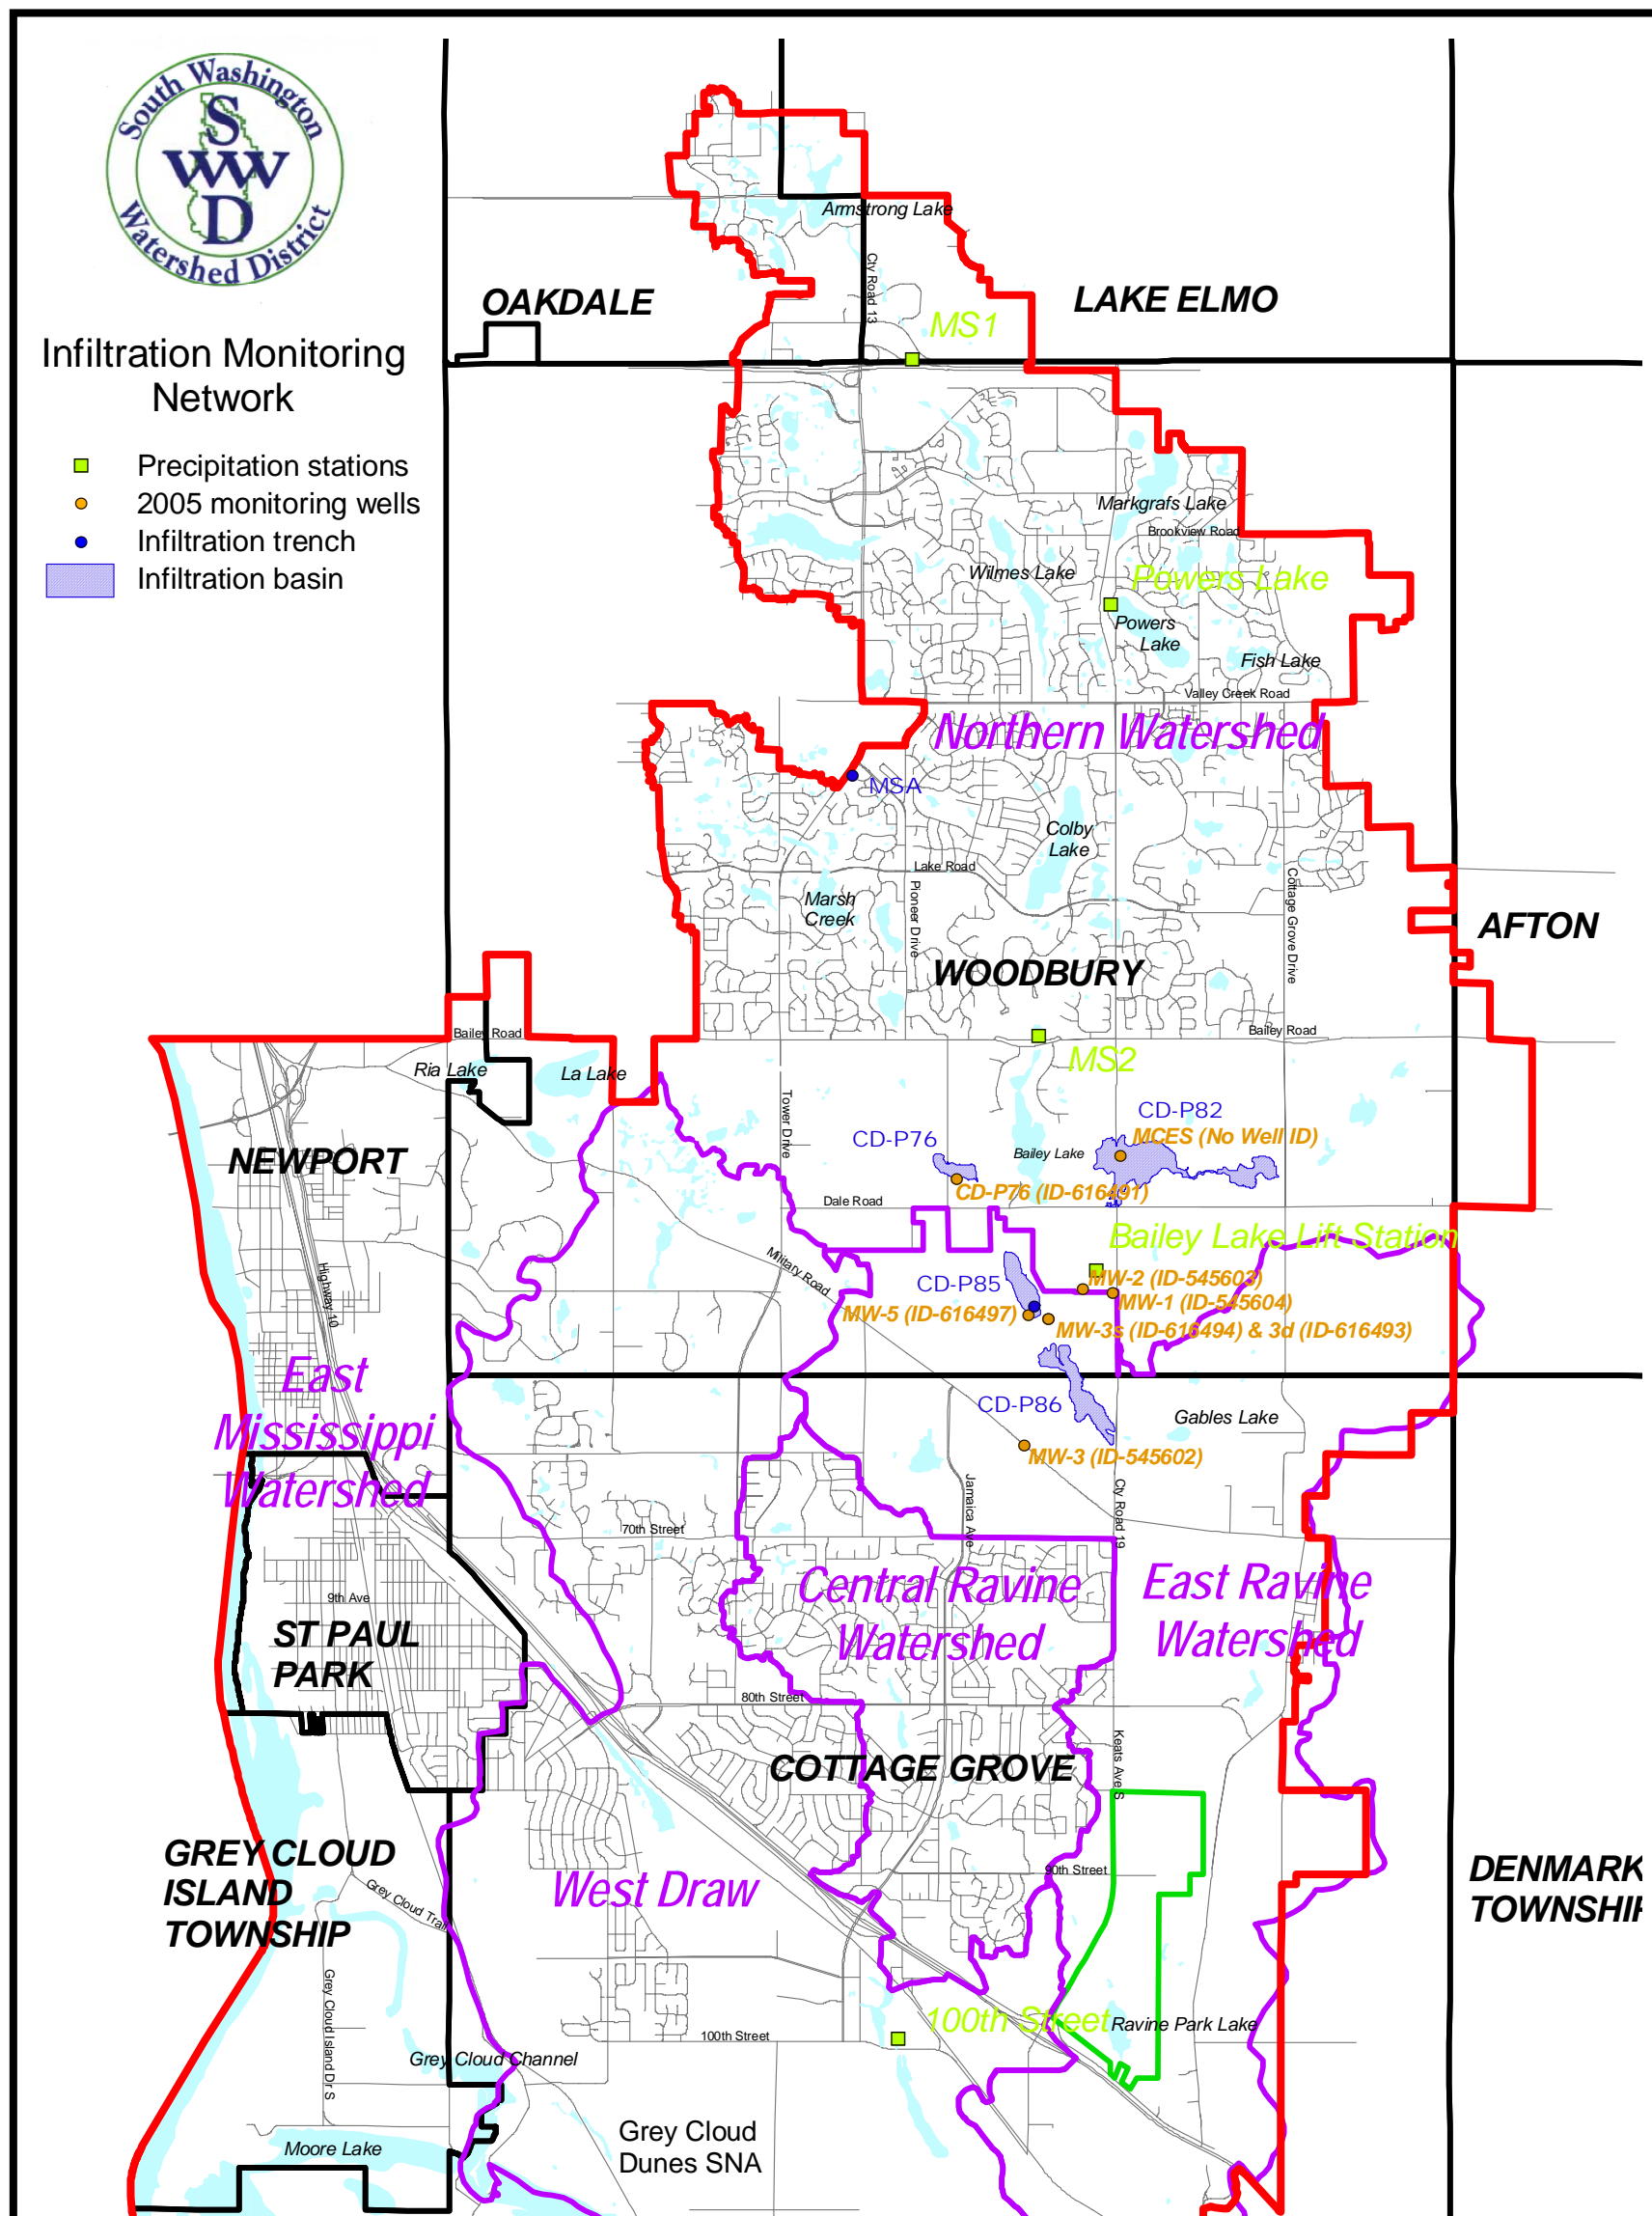 South Washington
S
WW
D
Watershed District
Infiltration Monitoring
Network
Precipitation stations
2005 monitoring wells
Infiltration trench
Infiltration basin
Armstrong Lake
OAKDALE
LAKE ELMO
Cty Road 13
MS1
Markgrafs Lake
Brookview Road
Wilmes Lake
Powers Lake
Powers
Lake
Fish Lake
Valley Creek Road
Northern Watershed
MSA
Colby
Lake
Lake Road
Marsh
Creek
Pioneer Drive
Cottage Grove Drive
AFTON
WOODBURY
Bailey Road
Bailey Road
Ria Lake
La Lake
MS2
Tower Drive
CD-P82
CD-P76
MCES (No Well ID)
NEWPORT
Bailey Lake
CD-P76 (ID-616491)
Dale Road
Bailey Lake Lift Station
Military Road
Highway 10
CD-P85
MW-2 (ID-545603)
MW-1 (ID-545604)
MW-5 (ID-616497)
MW-3s (ID-616494) & 3d (ID-616493)
East
Mississippi
Watershed
CD-P86
Gables Lake
MW-3 (ID-545602)
Jamaica Ave
Cty Road 19
70th Street
Central Ravine
Watershed
East Ravine
Watershed
9th Ave
ST PAUL
PARK
80th Street
Keats Ave S
COTTAGE GROVE
GREY CLOUD
ISLAND
TOWNSHIP
90th Street
West Draw
DENMARK
TOWNSHIP
Grey Cloud Trail
Grey Cloud Island Dr S
100th Street
Ravine Park Lake
100th Street
Grey Cloud Channel
Grey Cloud
Dunes SNA
Moore Lake